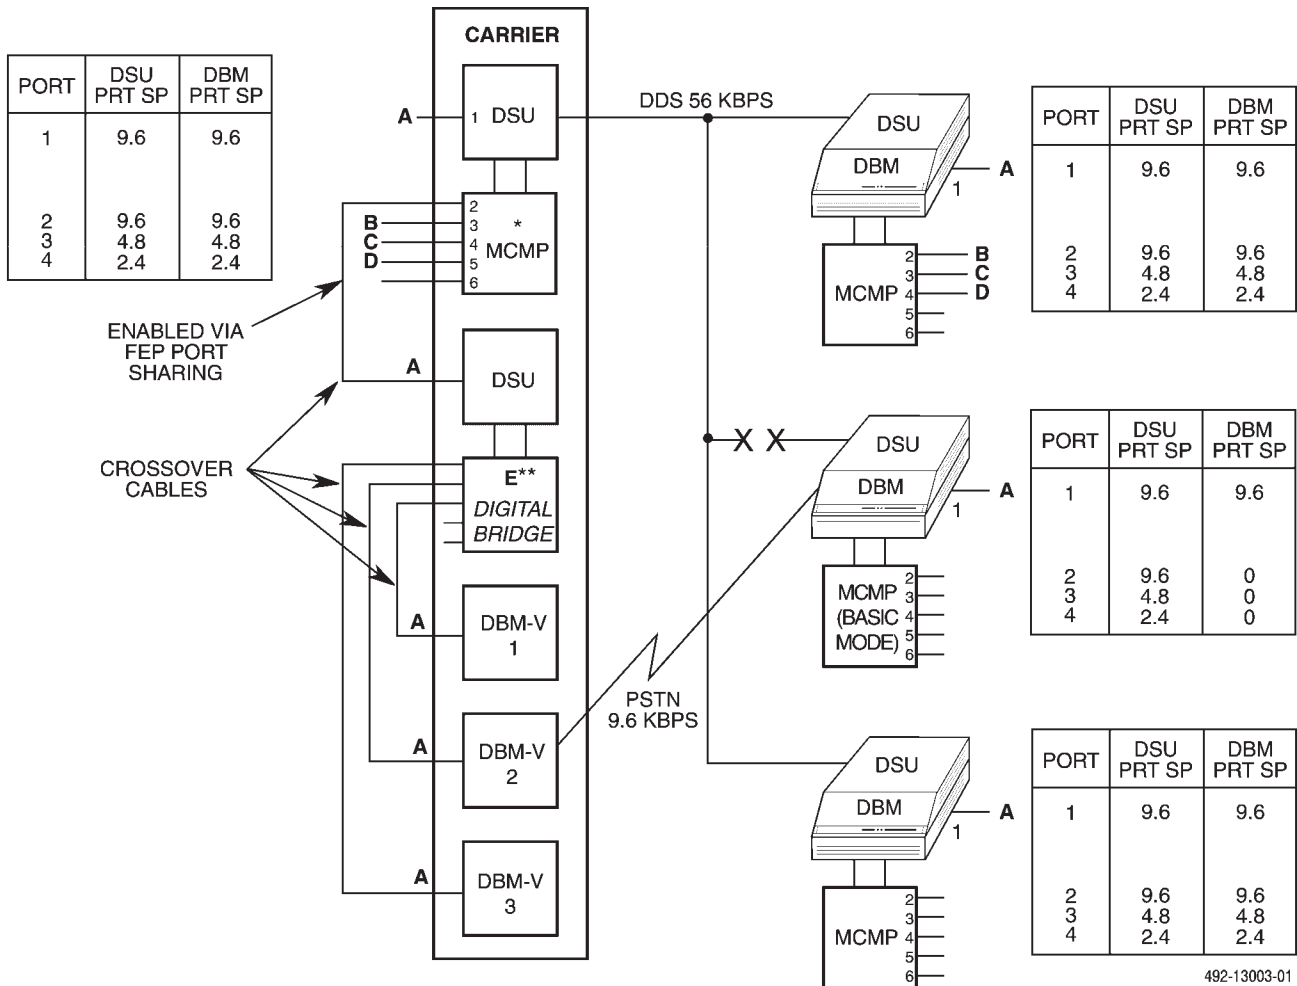 CARRIER
PORT DSU PRT SP DBM PRT SP
1 9.6 9.6
2 9.6 9.6
3 4.8 4.8
4 2.4 2.4
ENABLED VIA
FEP PORT
SHARING
CROSSOVER
CABLES
A
1 DSU
B
C
D
2
3
4
5
6
*
MCMP
A
DSU
E**
DIGITAL
BRIDGE
A
DBM-V
1
A
DBM-V
2
A
DBM-V
3
DDS 56 KBPS
PSTN
9.6 KBPS
X X
DSU
DBM
1
A
MCMP
2
3
4
5
6
B
C
D
PORT DSU PRT SP DBM PRT SP
1 9.6 9.6
2 9.6 9.6
3 4.8 4.8
4 2.4 2.4
DSU
DBM
1
A
MCMP
(BASIC
MODE)
2
3
4
5
6
PORT DSU PRT SP DBM PRT SP
1 9.6 9.6
2 9.6 0
3 4.8 0
4 2.4 0
DSU
DBM
1
A
MCMP
2
3
4
5
6
PORT DSU PRT SP DBM PRT SP
1 9.6 9.6
2 9.6 9.6
3 4.8 4.8
4 2.4 2.4
492-13003-01